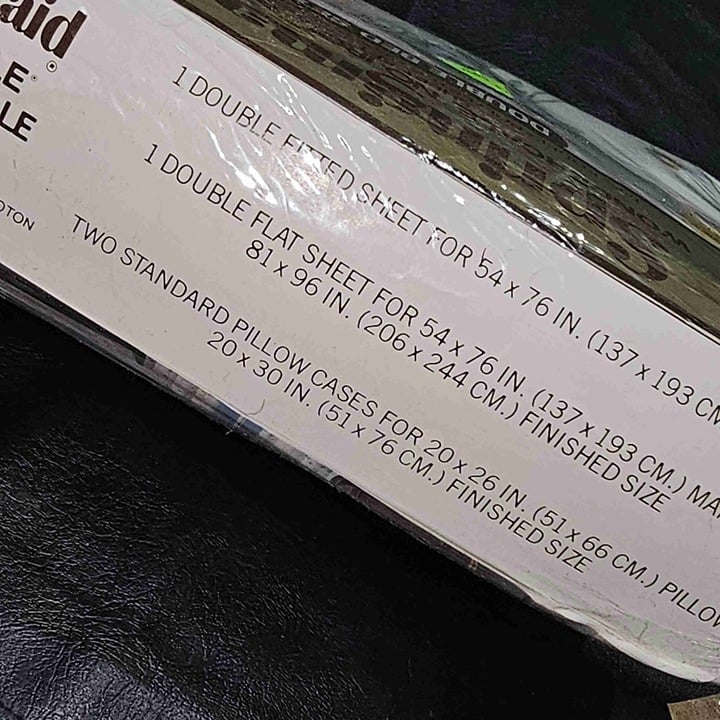 aid
LE
1 DOUBLE FITTED SHEET FOR 54 x 76 IN. (137 x 193 CM
1 DOUBLE FLAT SHEET FOR 54 x 76 IN. (137 x 193 CM.) MA
81 x 96 IN. (206 x 244 CM.) FINISHED SIZE
TWO STANDARD PILLOW CASES FOR 20 x 26 IN. (51 x 66 CM.) PILLOW
20 x 30 IN. (51 x 76 CM.) FINISHED SIZE